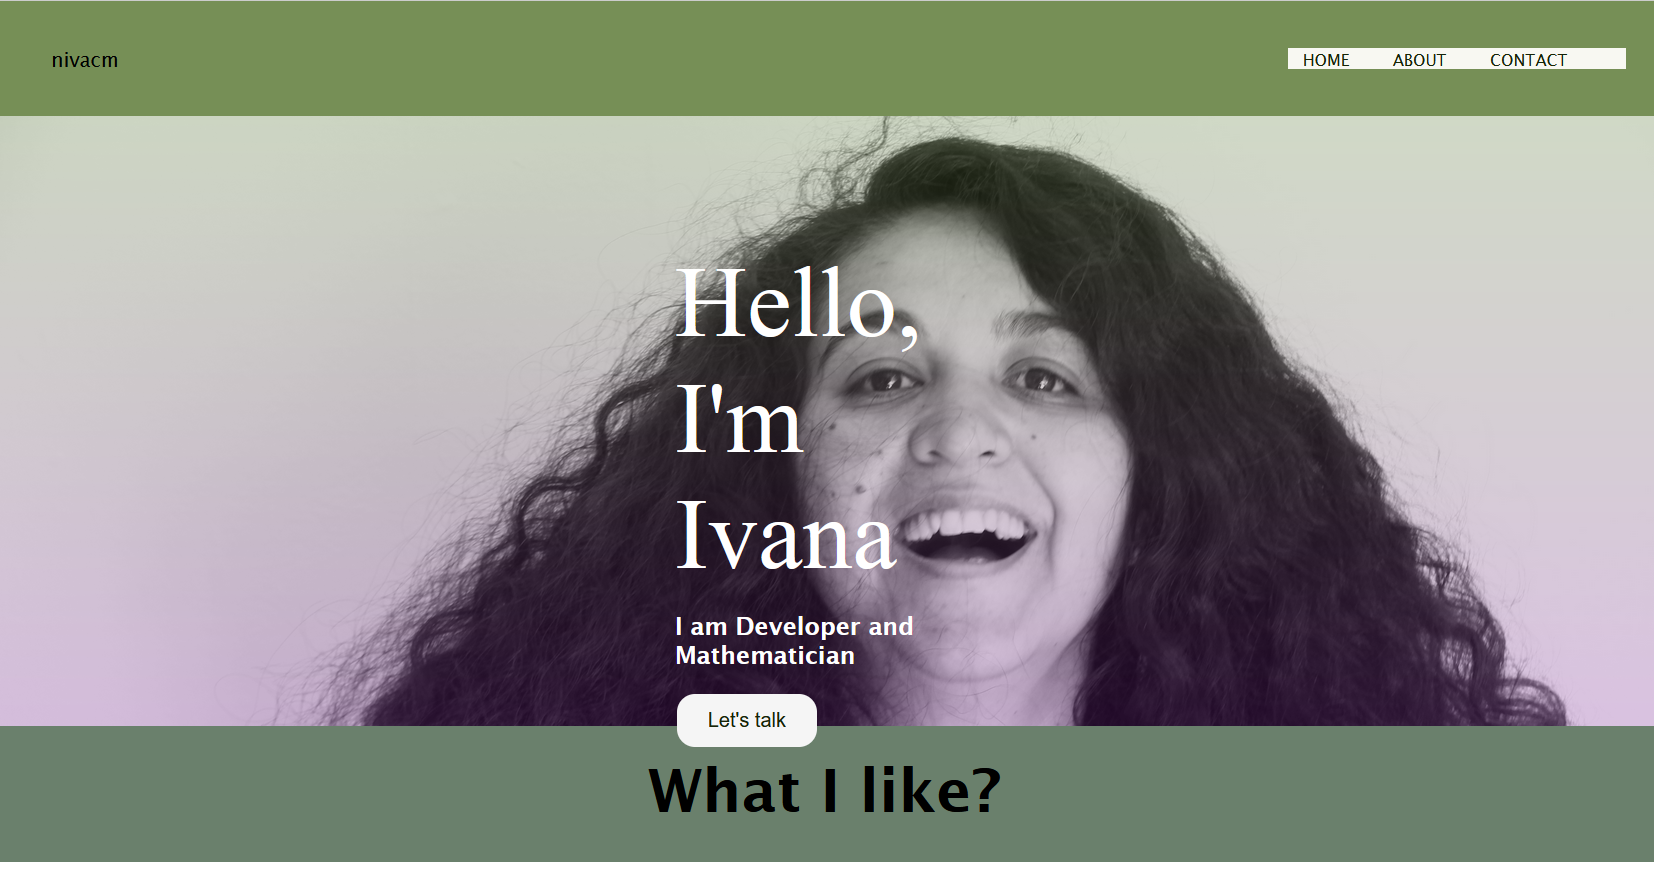 nivacm
HOME ABOUT CONTACT
Hello,
I'm
Ivana
I am Developer and
Mathematician
Let's talk
What I like?